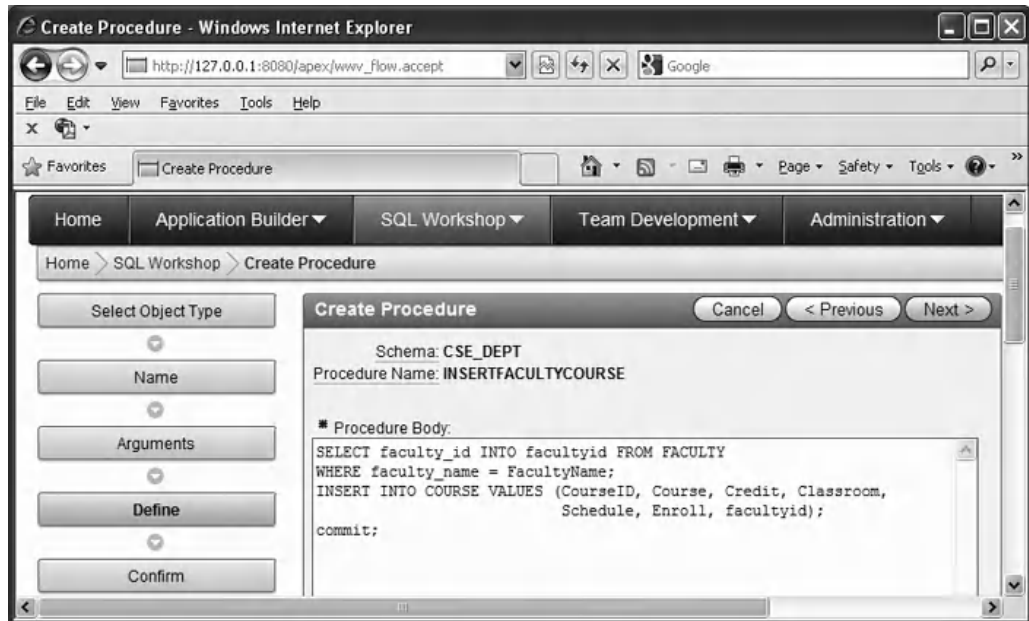 Create Procedure - Windows Internet Explorer
http://127.0.0.1:8080/apex/wwv_flow.accept
Google
File Edit View Favorites Tools Help
x
Favorites Create Procedure Page Safety Tools »
Home Application Builder SQL Workshop Team Development Administration
Home > SQL Workshop > Create Procedure
Select Object Type
Name
Arguments
Define
Confirm
Create Procedure Cancel < Previous Next >
Schema: CSE_DEPT
Procedure Name: INSERTFACULTYCOURSE
* Procedure Body:
SELECT faculty_id INTO facultyid FROM FACULTY
WHERE faculty_name = FacultyName;
INSERT INTO COURSE VALUES (CourseID, Course, Credit, Classroom,
Schedule, Enroll, facultyid);
commit;